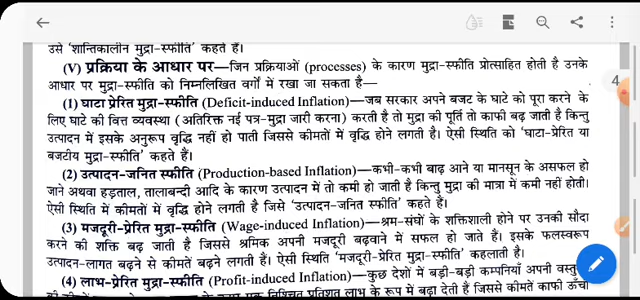 उसे 'शान्तिकालीन मुद्रा-स्फीति' कहते हैं।
(V) प्रक्रिया के आधार पर—जिन प्रक्रियाओं (processes) के कारण मुद्रा-स्फीति प्रोत्साहित होती है उनके
आधार पर मुद्रा-स्फीति को निम्नलिखित वर्गों में रखा जा सकता है—
4
(1) घाटा प्रेरित मुद्रा-स्फीति (Deficit-induced Inflation)—जब सरकार अपने बजट के घाटे को पूरा करने के
लिए घाटे की वित्त व्यवस्था (अतिरिक्त नई पत्र-मुद्रा जारी करना) करती है तो मुद्रा की पूर्ति तो काफी बढ़ जाती है किन्तु
उत्पादन में इसके अनुरूप वृद्धि नहीं हो पाती जिससे कीमतों में वृद्धि होने लगती है। ऐसी स्थिति को 'घाटा-प्रेरित या
बजटीय मुद्रा-स्फीति' कहते हैं।
(2) उत्पादन-जनित स्फीति (Production-based Inflation)—कभी-कभी बाढ़ आने या मानसून के असफल हो
जाने अथवा हड़ताल, तालाबन्दी आदि के कारण उत्पादन में तो कमी हो जाती है किन्तु मुद्रा की मात्रा में कमी नहीं होती।
ऐसी स्थिति में कीमतों में वृद्धि होने लगती है जिसे 'उत्पादन-जनित स्फीति' कहते हैं।
(3) मजदूरी-प्रेरित मुद्रा-स्फीति (Wage-induced Inflation)—श्रम-संघों के शक्तिशाली होने पर उनकी सौदा
करने की शक्ति बढ़ जाती है जिससे श्रमिक अपनी मजदूरी बढ़वाने में सफल हो जाते हैं। इसके फलस्वरूप
उत्पादन-लागत बढ़ने से कीमतें बढ़ने लगती हैं। ऐसी स्थिति 'मजदूरी-प्रेरित मुद्रा-स्फीति' कहलाती है।
(4) लाभ-प्रेरित मुद्रा-स्फीति (Profit-induced Inflation)—कुछ देशों में बड़ी-बड़ी कम्पनियाँ अपनी
एक निश्चित प्रतिशत लाभ के रूप में बढ़ा देती है जिससे कीमतें काफी ऊँची